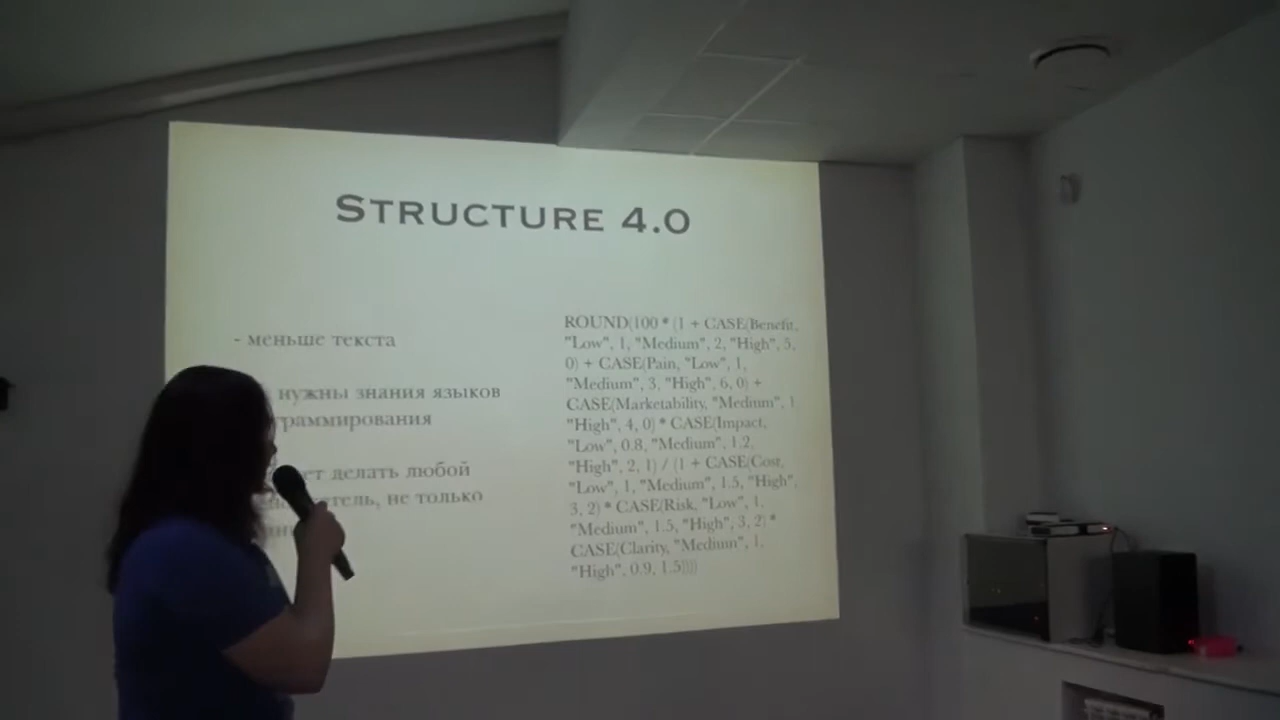 STRUCTURE 4.0
- меньше текста
нужны знания языков
делать любой
не только
ROUND(100 * (1 + CASE(Benefit,
"Low", 1, "Medium", 2, "High", 5,
0) + CASE(Pain, "Low", 1,
"Medium", 3, "High", 6, 0) +
CASE(Marketability, "Medium", 1
"High", 4, 0) * CASE(Impact,
"Low", 0.8, "Medium", 1.2,
"High", 2, 1) / (1 + CASE(Cost,
"Low", 1, "Medium", 1.5, "High",
3, 2) * CASE(Risk, "Low", 1,
"Medium", 1.5, "High", 3, 2) *
CASE(Clarity, "Medium", 1,
"High", 0.9, 1.5))))